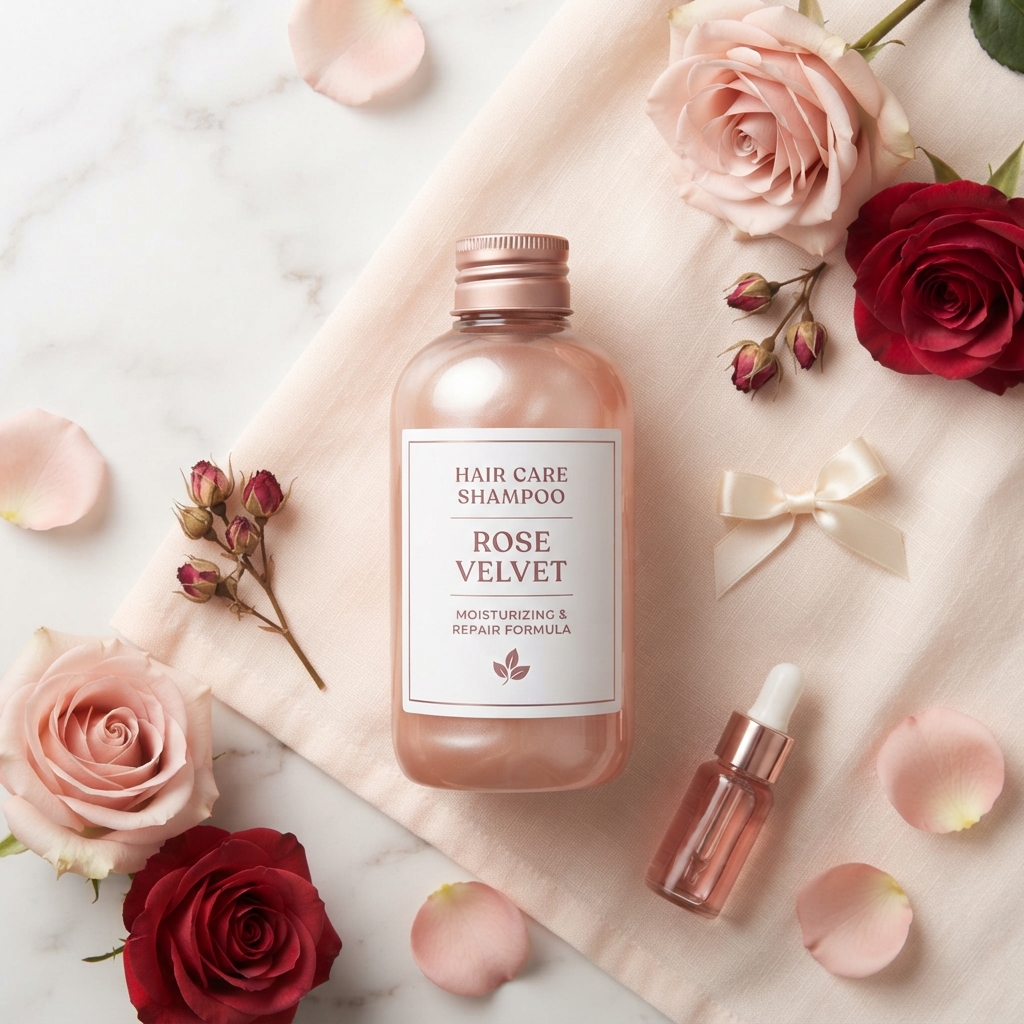 HAIR CARE
SHAMPOO
ROSE
VELVET
MOISTURIZING &
REPAIR FORMULA